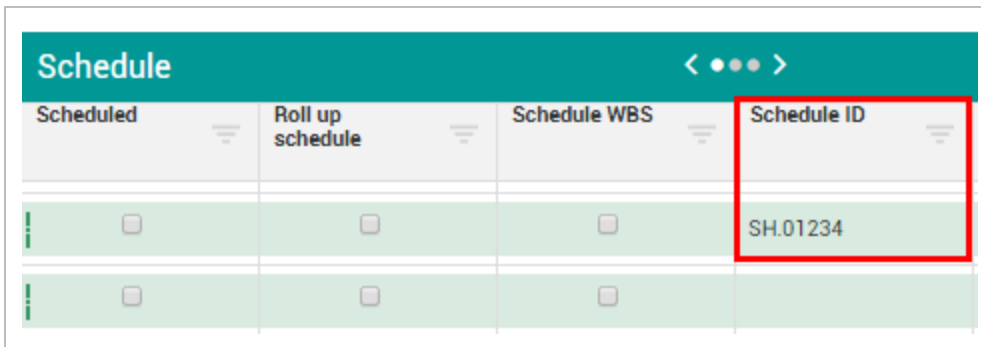 Schedule
Scheduled
Roll up
schedule
Schedule WBS
Schedule ID
SH.01234